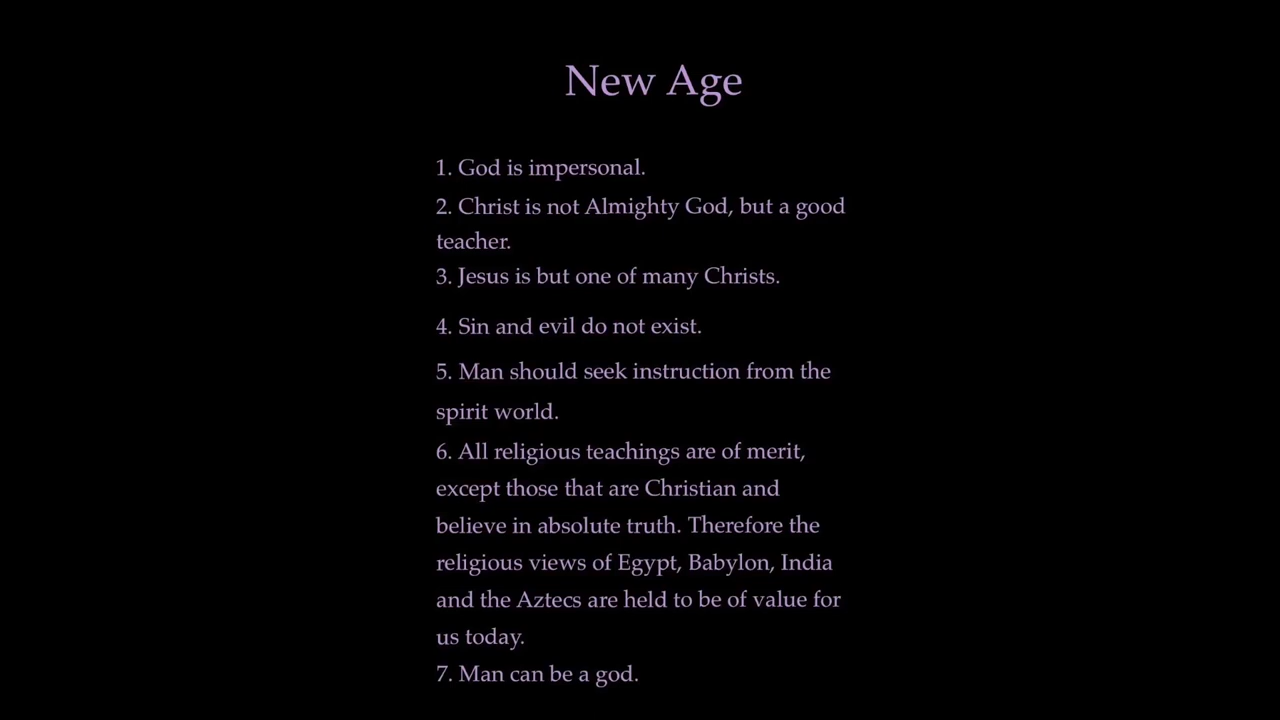 New Age
1. God is impersonal.
2. Christ is not Almighty God, but a good
teacher.
3. Jesus is but one of many Christs.
4. Sin and evil do not exist.
5. Man should seek instruction from the
spirit world.
6. All religious teachings are of merit,
except those that are Christian and
believe in absolute truth. Therefore the
religious views of Egypt, Babylon, India
and the Aztecs are held to be of value for
us today.
7. Man can be a god.